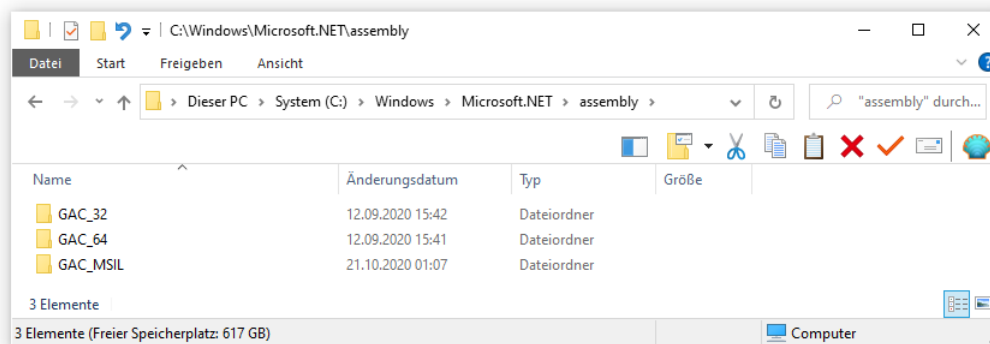 C:\Windows\Microsoft.NET\assembly
Datei Start Freigeben Ansicht
Dieser PC > System (C:) > Windows > Microsoft.NET > assembly > "assembly" durch...
Name Änderungsdatum Typ Größe
GAC_32 12.09.2020 15:42 Dateiordner
GAC_64 12.09.2020 15:41 Dateiordner
GAC_MSIL 21.10.2020 01:07 Dateiordner
3 Elemente
3 Elemente (Freier Speicherplatz: 617 GB) Computer